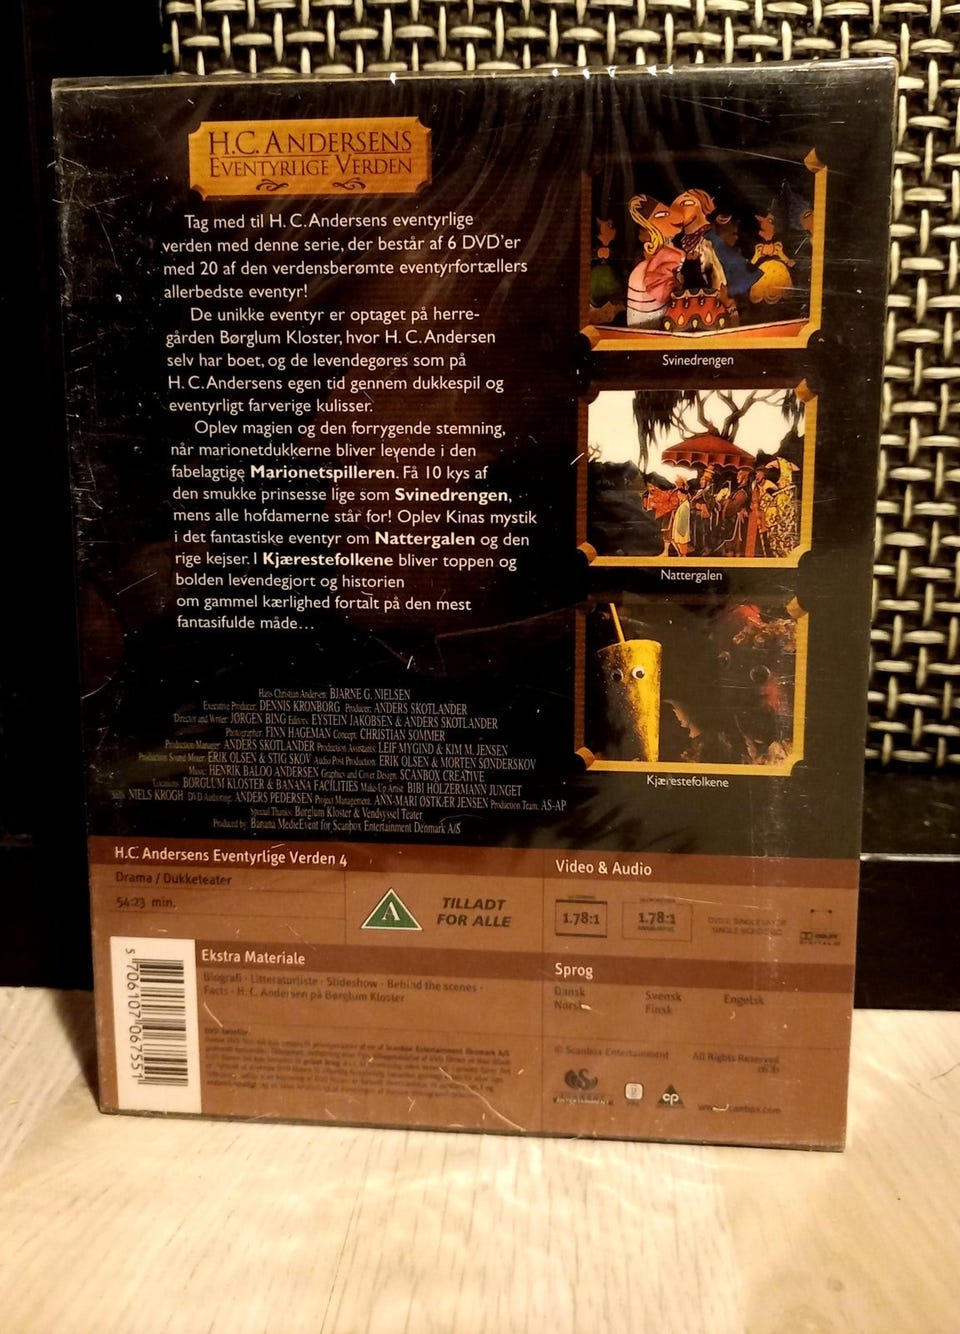 H.C. ANDERSENS
EVENTYRLIGE VERDEN
Tag med til H. C. Andersens eventyrlige
verden med denne serie, der består af 6 DVD'er
med 20 af den verdensberømte eventyrfortællers
allerbedste eventyr!
De unikke eventyr er optaget på herre-
gården Børglum Kloster, hvor H. C. Andersen
selv har boet, og de levendegøres som på
H. C. Andersens egen tid gennem dukkespil og
eventyrligt farverige kulisser.
Oplev magien og den forrygende stemning,
når marionetdukkerne bliver levende i den
fabelagtige Marionetspilleren. Få 10 kys af
den smukke prinsesse lige som Svinedrengen,
mens alle hofdamerne står for! Oplev Kinas mystik
i det fantastiske eventyr om Nattergalen og den
rige kejser. I Kjærestefolkene bliver toppen og
bolden levendegjort og historien
om gammel kærlighed fortalt på den mest
fantasifulde måde...
Svinedrengen
Nattergalen
Kjærestefolkene
Hans Christian Andersen: BJARNE G. NIELSEN
Executive Producer: DENNIS KRONBORG Producer: ANDERS SKOTLANDER
Director and Writer: JØRGEN BING Editors: EYSTEIN JAKOBSEN & ANDERS SKOTLANDER
Photographer: FINN HAGEMAN Concept: CHRISTIAN SOMMER
Production Manager: ANDERS SKOTLANDER Production Assistants: LEIF MYGIND & KIM M. JENSEN
Production Sound Mixer: ERIK OLSEN & STIG SKOV Audio Post Production: ERIK OLSEN & MORTEN SØNDERSKOV
Music: HENRIK BALOO ANDERSEN Graphics and Cover Design: SCANBOX CREATIVE
Locations: BØRGLUM KLOSTER & BANANA FACILITIES Make-Up Artist: BIBI HOLZERMANN JUNGET
NIELS KROGH DVD Authoring: ANDERS PEDERSEN Project Management: ANN-MARI OSTKJER JENSEN Production Team: AS-AP
Special Thanks: Børglum Kloster & Vendsyssel Teater
Produced by: Banana MedieEvent for Scanbox Entertainment Denmark A/S
H.C. Andersens Eventyrlige Verden 4
Drama / Dukketeater
54:23 min.
A
TILLADT
FOR ALLE
Video & Audio
1.78:1
1.78:1
Ekstra Materiale
Biografi · Litteraturliste · Slideshow · Behind the scenes ·
Facts · H. C. Andersen på Børglum Kloster
Sprog
Dansk
Norsk
Svensk
Finsk
Engelsk
© Scanbox Entertainment
All Rights Reserved
5 706107 067551